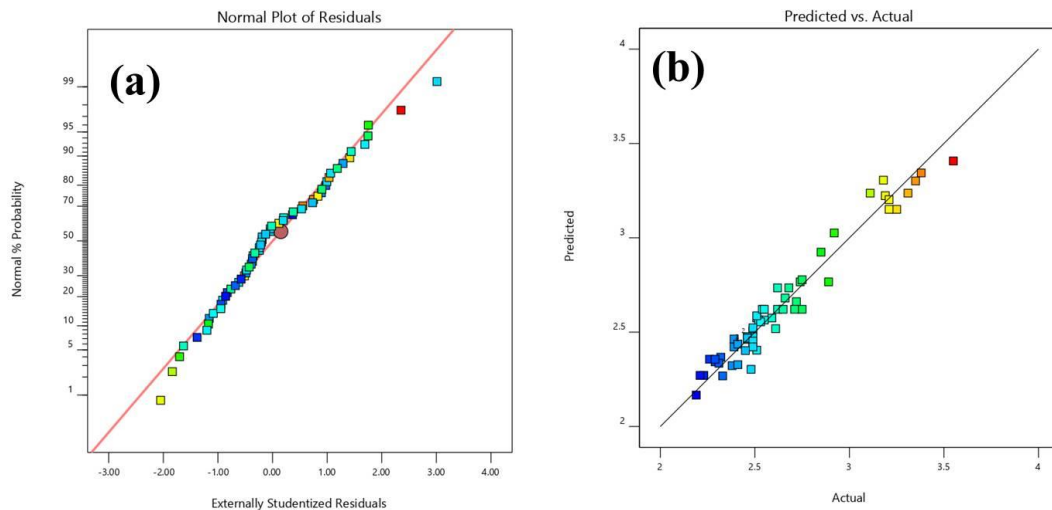 Normal Plot of Residuals
(a)
Normal % Probability
99
95
90
80
70
50
30
20
10
5
1
-3.00 -2.00 -1.00 0.00 1.00 2.00 3.00 4.00
Externally Studentized Residuals
Predicted vs. Actual
(b)
Predicted
4
3.5
3
2.5
2
2 2.5 3 3.5 4
Actual